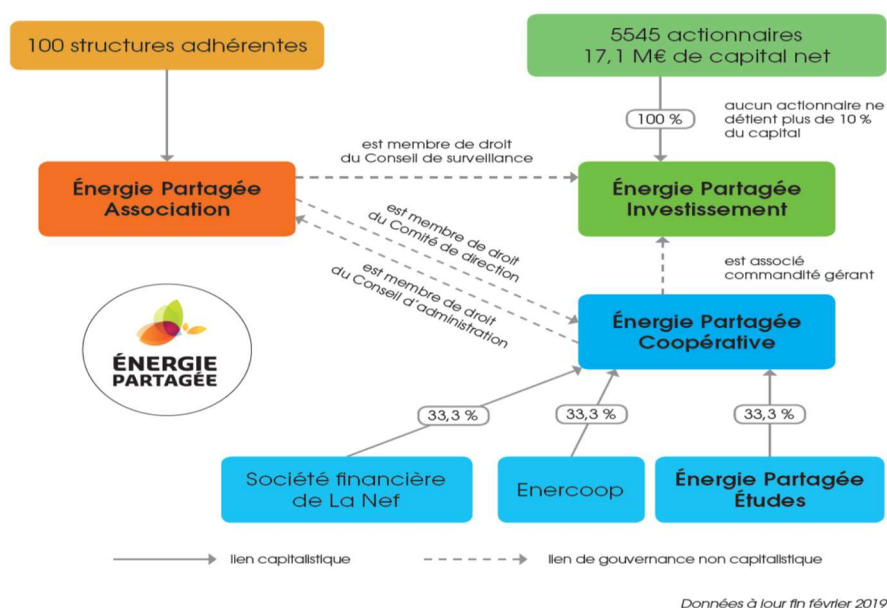 100 structures adhérentes
5545 actionnaires
17,1 M€ de capital net
100 %
aucun actionnaire ne
détient plus de 10 %
du capital
est membre de droit
du Conseil de surveillance
Énergie Partagée
Association
Énergie Partagée
Investissement
est membre de droit
du Comité de direction
est membre de droit
du Conseil d'administration
est associé
commandité gérant
Énergie Partagée
Coopérative
ÉNERGIE
PARTAGÉE
33,3 %
33,3 %
33,3 %
Société financière
de La Nef
Enercoop
Énergie Partagée
Études
lien capitalistique
lien de gouvernance non capitalistique
Données à jour fin février 2019